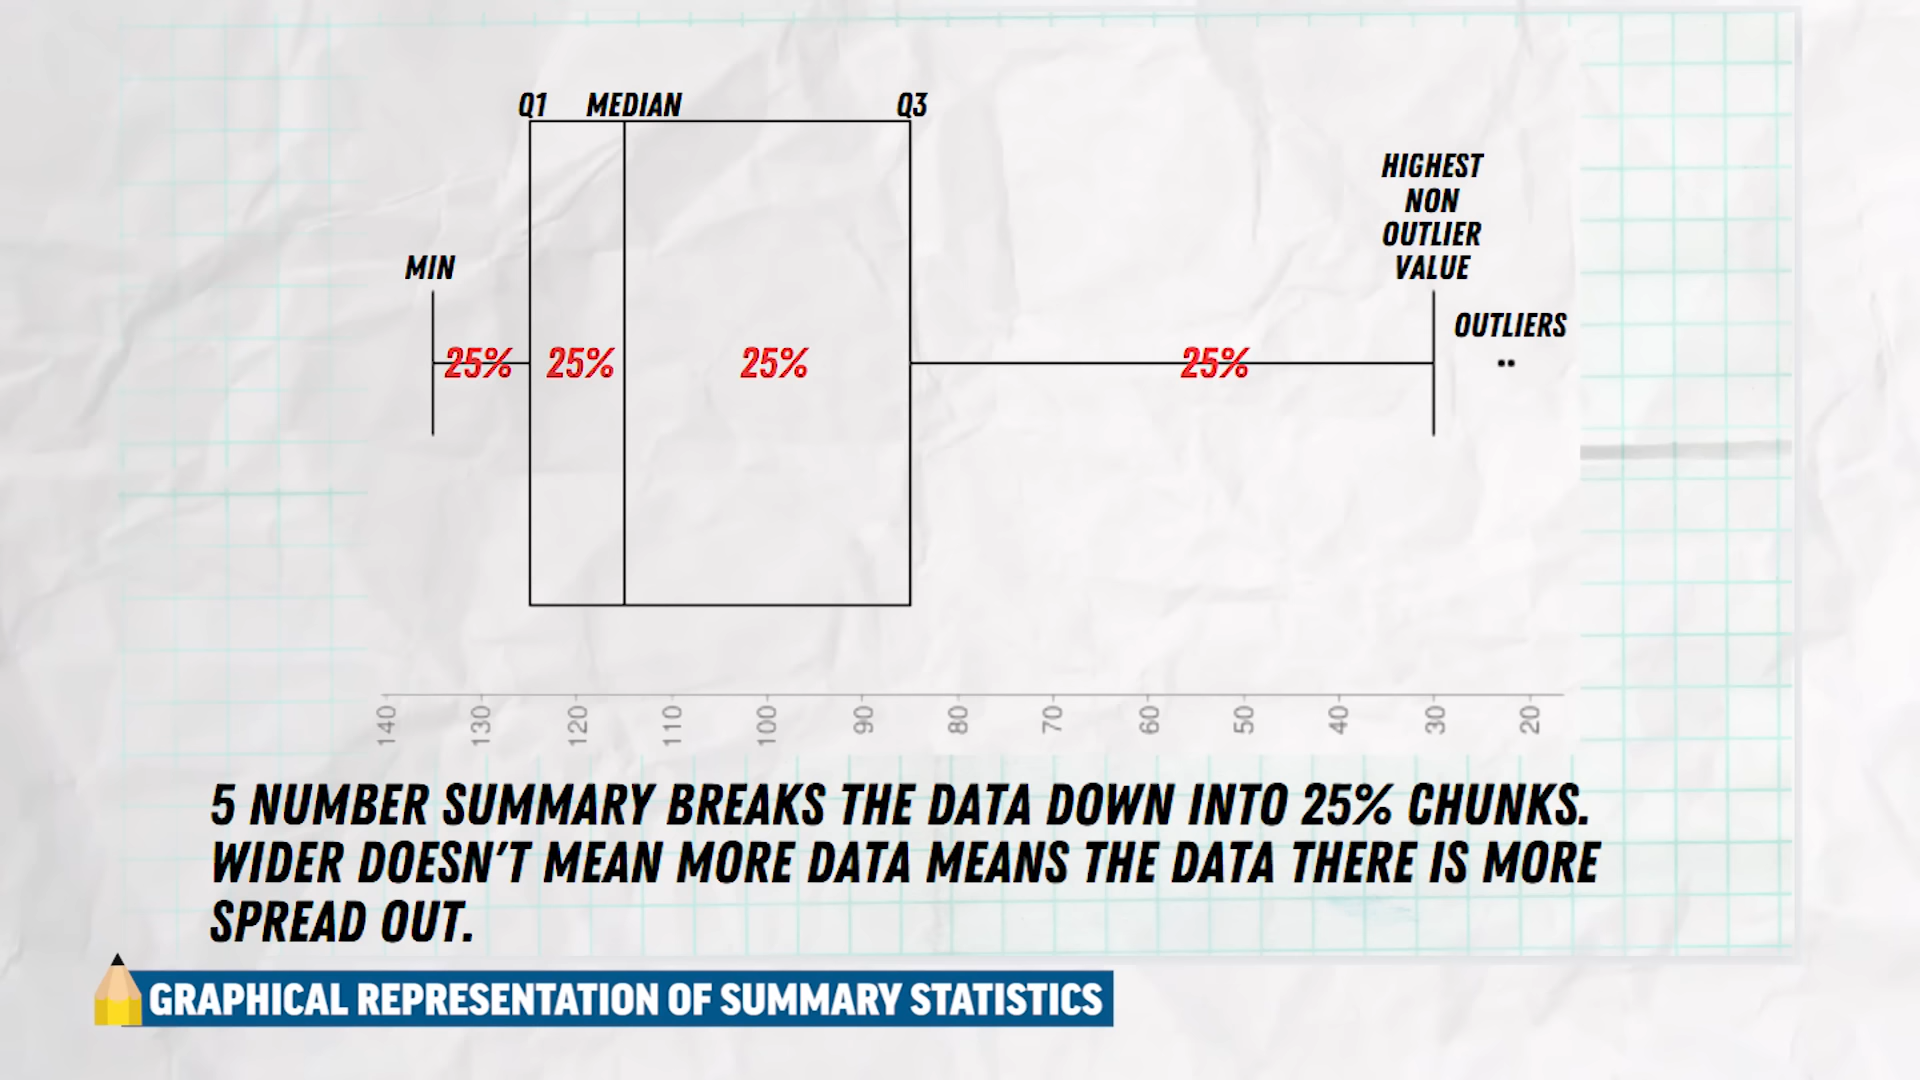 Q1 MEDIAN Q3
HIGHEST
NON
OUTLIER
VALUE
MIN
OUTLIERS
25% 25% 25% 25%
140 130 120 110 100 90 80 70 60 50 40 30 20
5 NUMBER SUMMARY BREAKS THE DATA DOWN INTO 25% CHUNKS.
WIDER DOESN'T MEAN MORE DATA MEANS THE DATA THERE IS MORE
SPREAD OUT.
GRAPHICAL REPRESENTATION OF SUMMARY STATISTICS